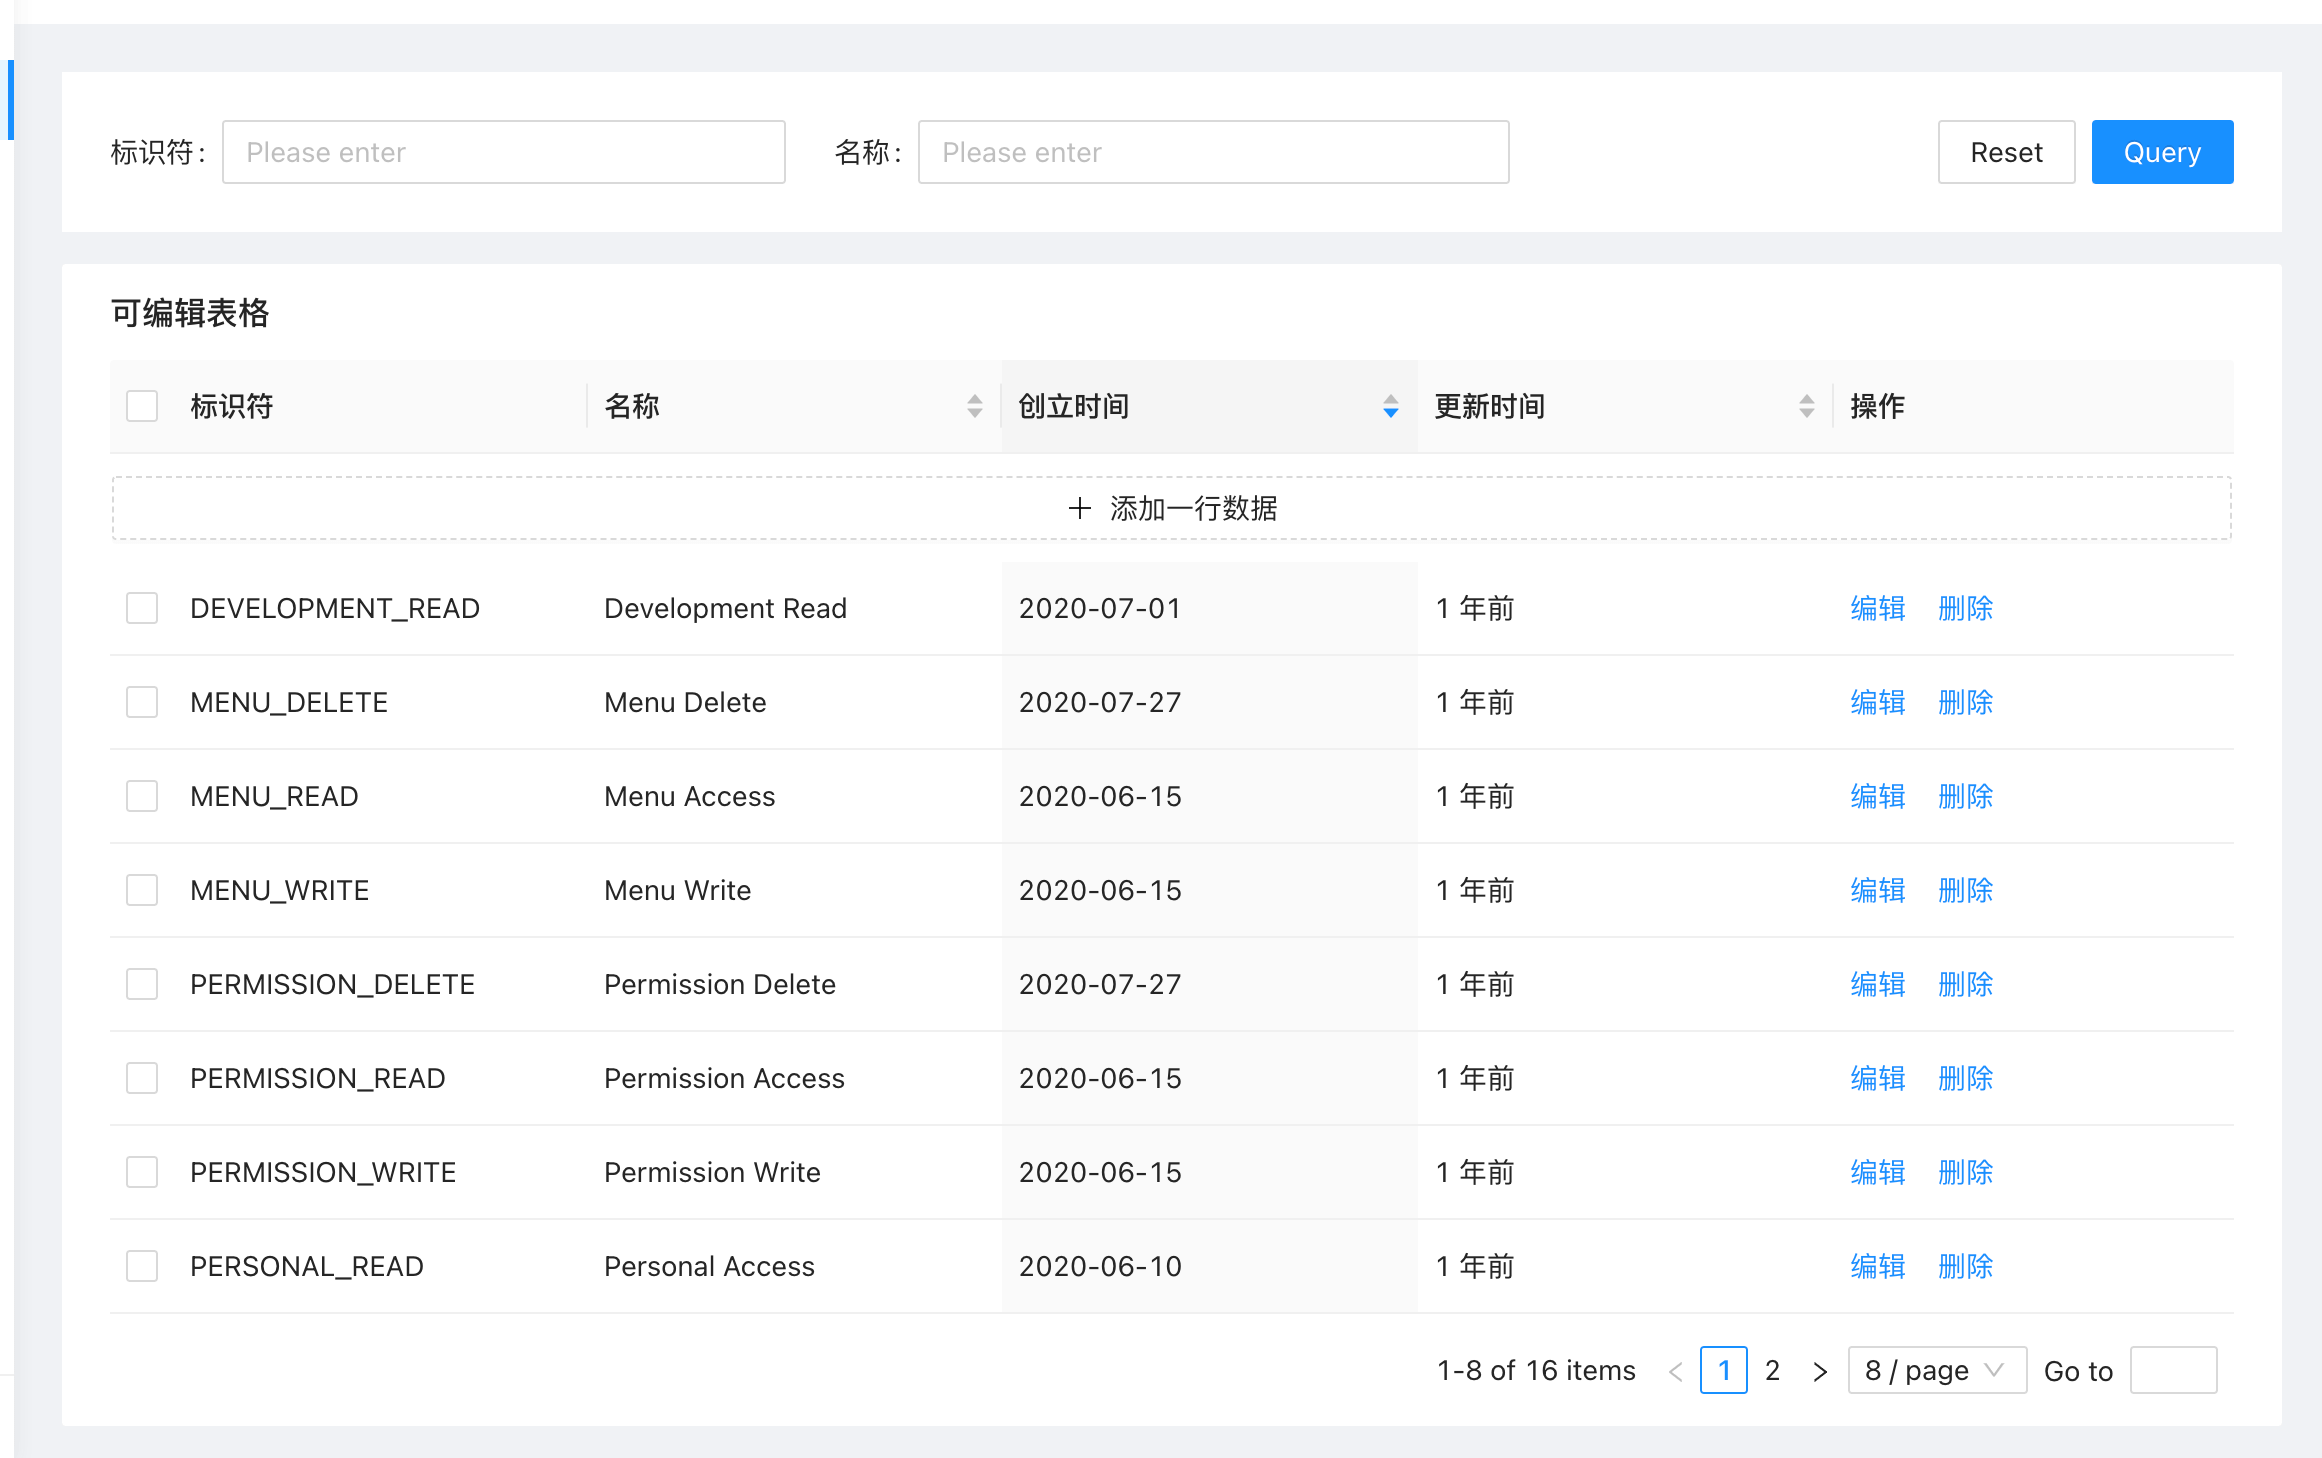 标识符: Please enter 名称: Please enter Reset Query
可编辑表格
标识符 名称 创立时间 更新时间 操作
+ 添加一行数据
DEVELOPMENT_READ Development Read 2020-07-01 1 年前 编辑 删除
MENU_DELETE Menu Delete 2020-07-27 1 年前 编辑 删除
MENU_READ Menu Access 2020-06-15 1 年前 编辑 删除
MENU_WRITE Menu Write 2020-06-15 1 年前 编辑 删除
PERMISSION_DELETE Permission Delete 2020-07-27 1 年前 编辑 删除
PERMISSION_READ Permission Access 2020-06-15 1 年前 编辑 删除
PERMISSION_WRITE Permission Write 2020-06-15 1 年前 编辑 删除
PERSONAL_READ Personal Access 2020-06-10 1 年前 编辑 删除
1-8 of 16 items < 1 2 > 8 / page Go to